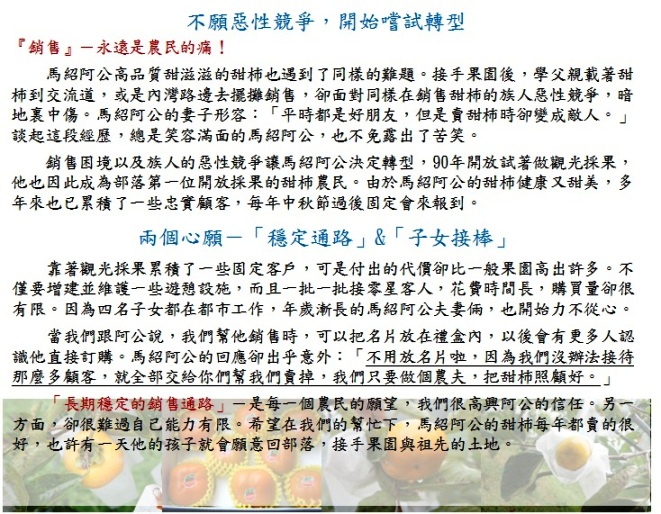 不願惡性競爭，開始嚐試轉型
『銷售』－永遠是農民的痛！
馬紹阿公高品質甜滋滋的甜柿也遇到了同樣的難題。接手果園後，學父親載著甜
柿到交流道，或是內灣路邊去擺攤銷售，卻面對同樣在銷售甜柿的族人惡性競爭，暗
地裏中傷。馬紹阿公的妻子形容：「平時都是好朋友，但是賣甜柿時卻變成敵人。」
談起這段經歷，總是笑容滿面的馬紹阿公，也不免露出了苦笑。
銷售困境以及族人的惡性競爭讓馬紹阿公決定轉型，90年開放試著做觀光採果，
他也因此成為部落第一位開放採果的甜柿農民。由於馬紹阿公的甜柿健康又甜美，多
年來也已累積了一些忠實顧客，每年中秋節過後固定會來報到。
兩個心願－「穩定通路」&「子女接棒」
靠著觀光採果累積了一些固定客戶，可是付出的代價卻比一般果園高出許多。不
僅要增建並維護一些遊憩設施，而且一批一批接零星客人，花費時間長，購買量卻很
有限。因為四名子女都在都市工作，年歲漸長的馬紹阿公夫妻倆，也開始力不從心。
當我們跟阿公說，我們幫他銷售時，可以把名片放在禮盒內，以後會有更多人認
識他直接訂購。馬紹阿公的回應卻出乎意外：「不用放名片啦，因為我們沒辦法接待
那麼多顧客，就全部交給你們幫我們賣掉，我們只要做個農夫，把甜柿照顧好。」
「長期穩定的銷售通路」－是每一個農民的願望，我們很高興阿公的信任。另一
方面，卻很難過自己能力有限。希望在我們的幫忙下，馬紹阿公的甜柿每年都賣的很
好，也許有一天他的孩子就會願意回部落，接手果園與祖先的土地。